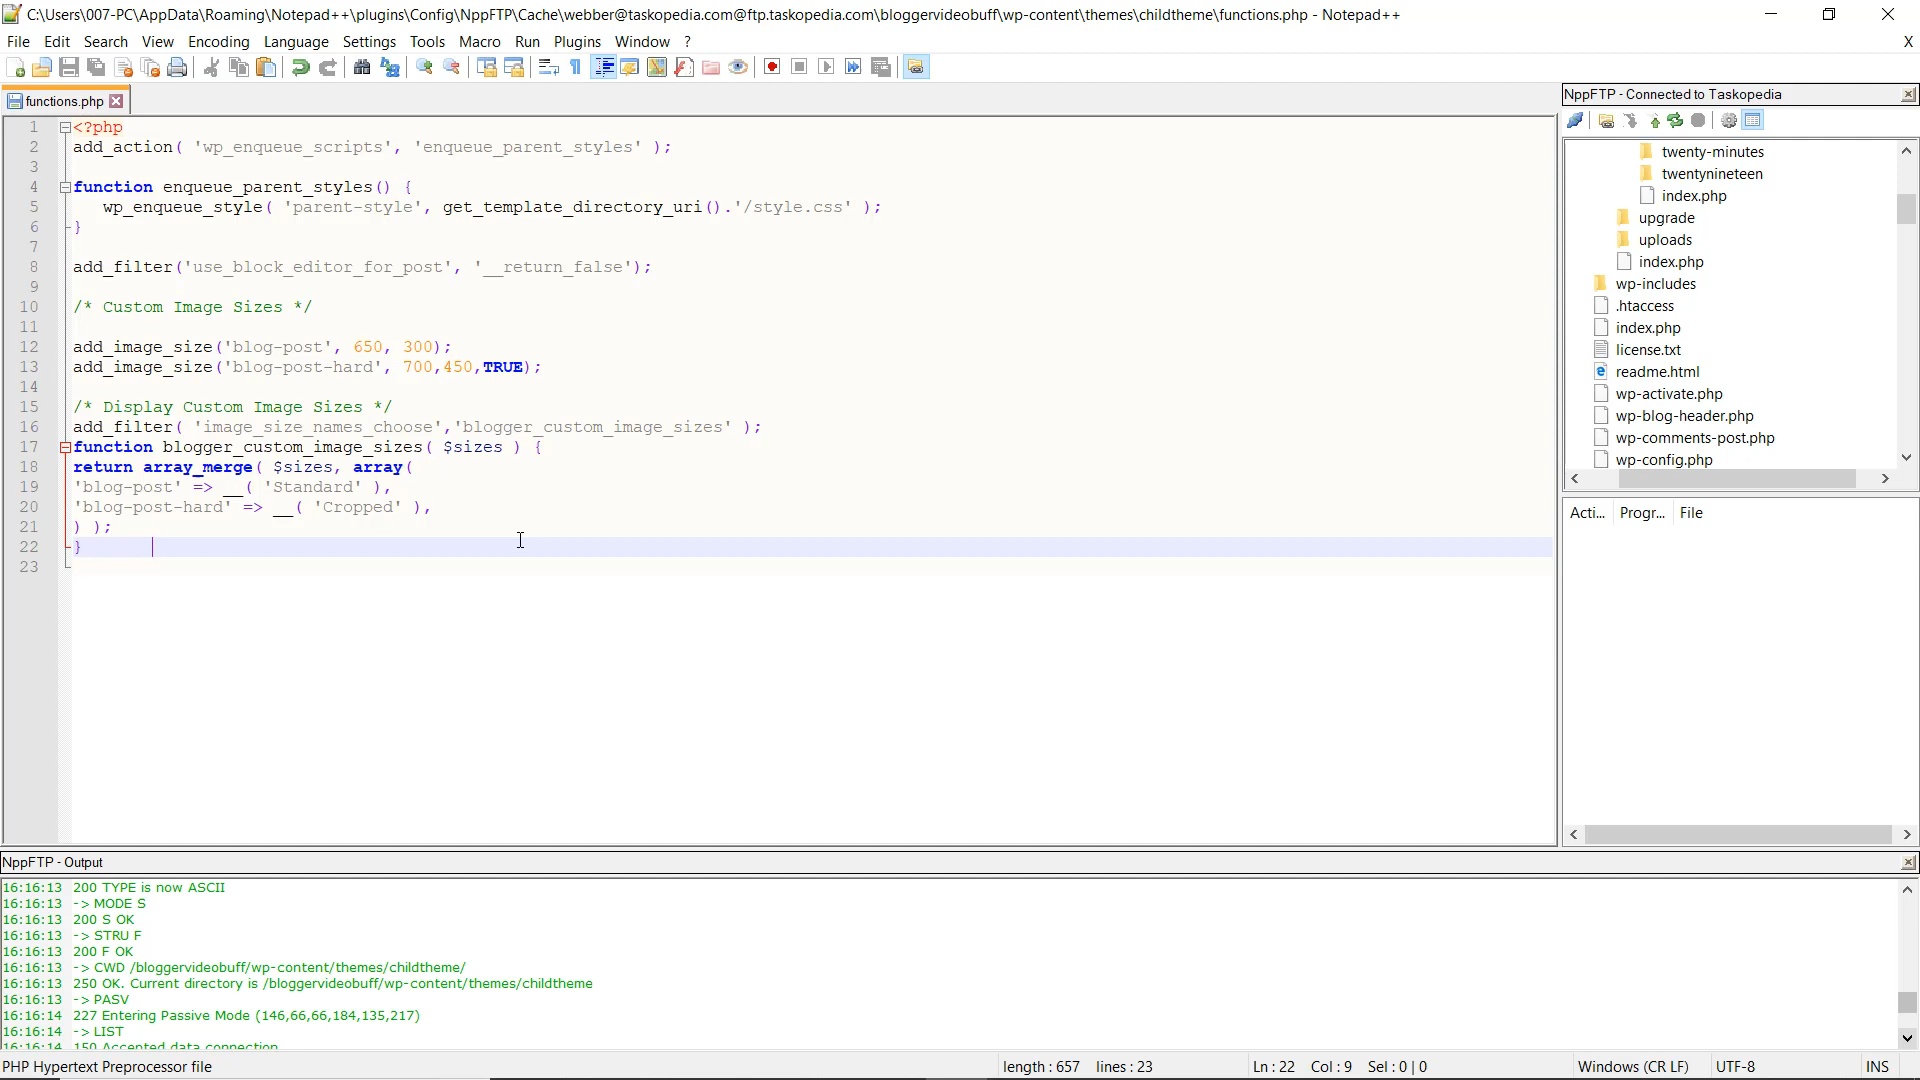 C:\Users\007-PC\AppData\Roaming\Notepad++\plugins\Config\NppFTP\Cache\webber@taskopedia.com@ftp.taskopedia.com\bloggervideobuff\wp-content\themes\childtheme\functions.php - Notepad++
File Edit Search View Encoding Language Settings Tools Macro Run Plugins Window ? X
functions.php
1 <?php
2 add_action( 'wp_enqueue_scripts', 'enqueue_parent_styles' );
3
4 function enqueue_parent_styles() {
5 wp_enqueue_style( 'parent-style', get_template_directory_uri().'/style.css' );
6 }
7
8 add_filter('use_block_editor_for_post', '__return_false');
9
10 /* Custom Image Sizes */
11
12 add_image_size('blog-post', 650, 300);
13 add_image_size('blog-post-hard', 700,450,TRUE);
14
15 /* Display Custom Image Sizes */
16 add_filter( 'image_size_names_choose','blogger_custom_image_sizes' );
17 function blogger_custom_image_sizes( $sizes ) {
18 return array_merge( $sizes, array(
19 'blog-post' => __( 'Standard' ),
20 'blog-post-hard' => __( 'Cropped' ),
21 ) );
22 }
23
NppFTP - Connected to Taskopedia
twenty-minutes
twentynineteen
index.php
upgrade
uploads
index.php
wp-includes
.htaccess
index.php
license.txt
readme.html
wp-activate.php
wp-blog-header.php
wp-comments-post.php
wp-config.php
Acti... Progr... File
NppFTP - Output
16:16:13 200 TYPE is now ASCII
16:16:13 -> MODE S
16:16:13 200 S OK
16:16:13 -> STRU F
16:16:13 200 F OK
16:16:13 -> CWD /bloggervideobuff/wp-content/themes/childtheme/
16:16:13 250 OK. Current directory is /bloggervideobuff/wp-content/themes/childtheme
16:16:13 -> PASV
16:16:14 227 Entering Passive Mode (146,66,66,184,135,217)
16:16:14 -> LIST
16:16:14 150 Accepted data connection
PHP Hypertext Preprocessor file length : 657 lines : 23 Ln : 22 Col : 9 Sel : 0 | 0 Windows (CR LF) UTF-8 INS